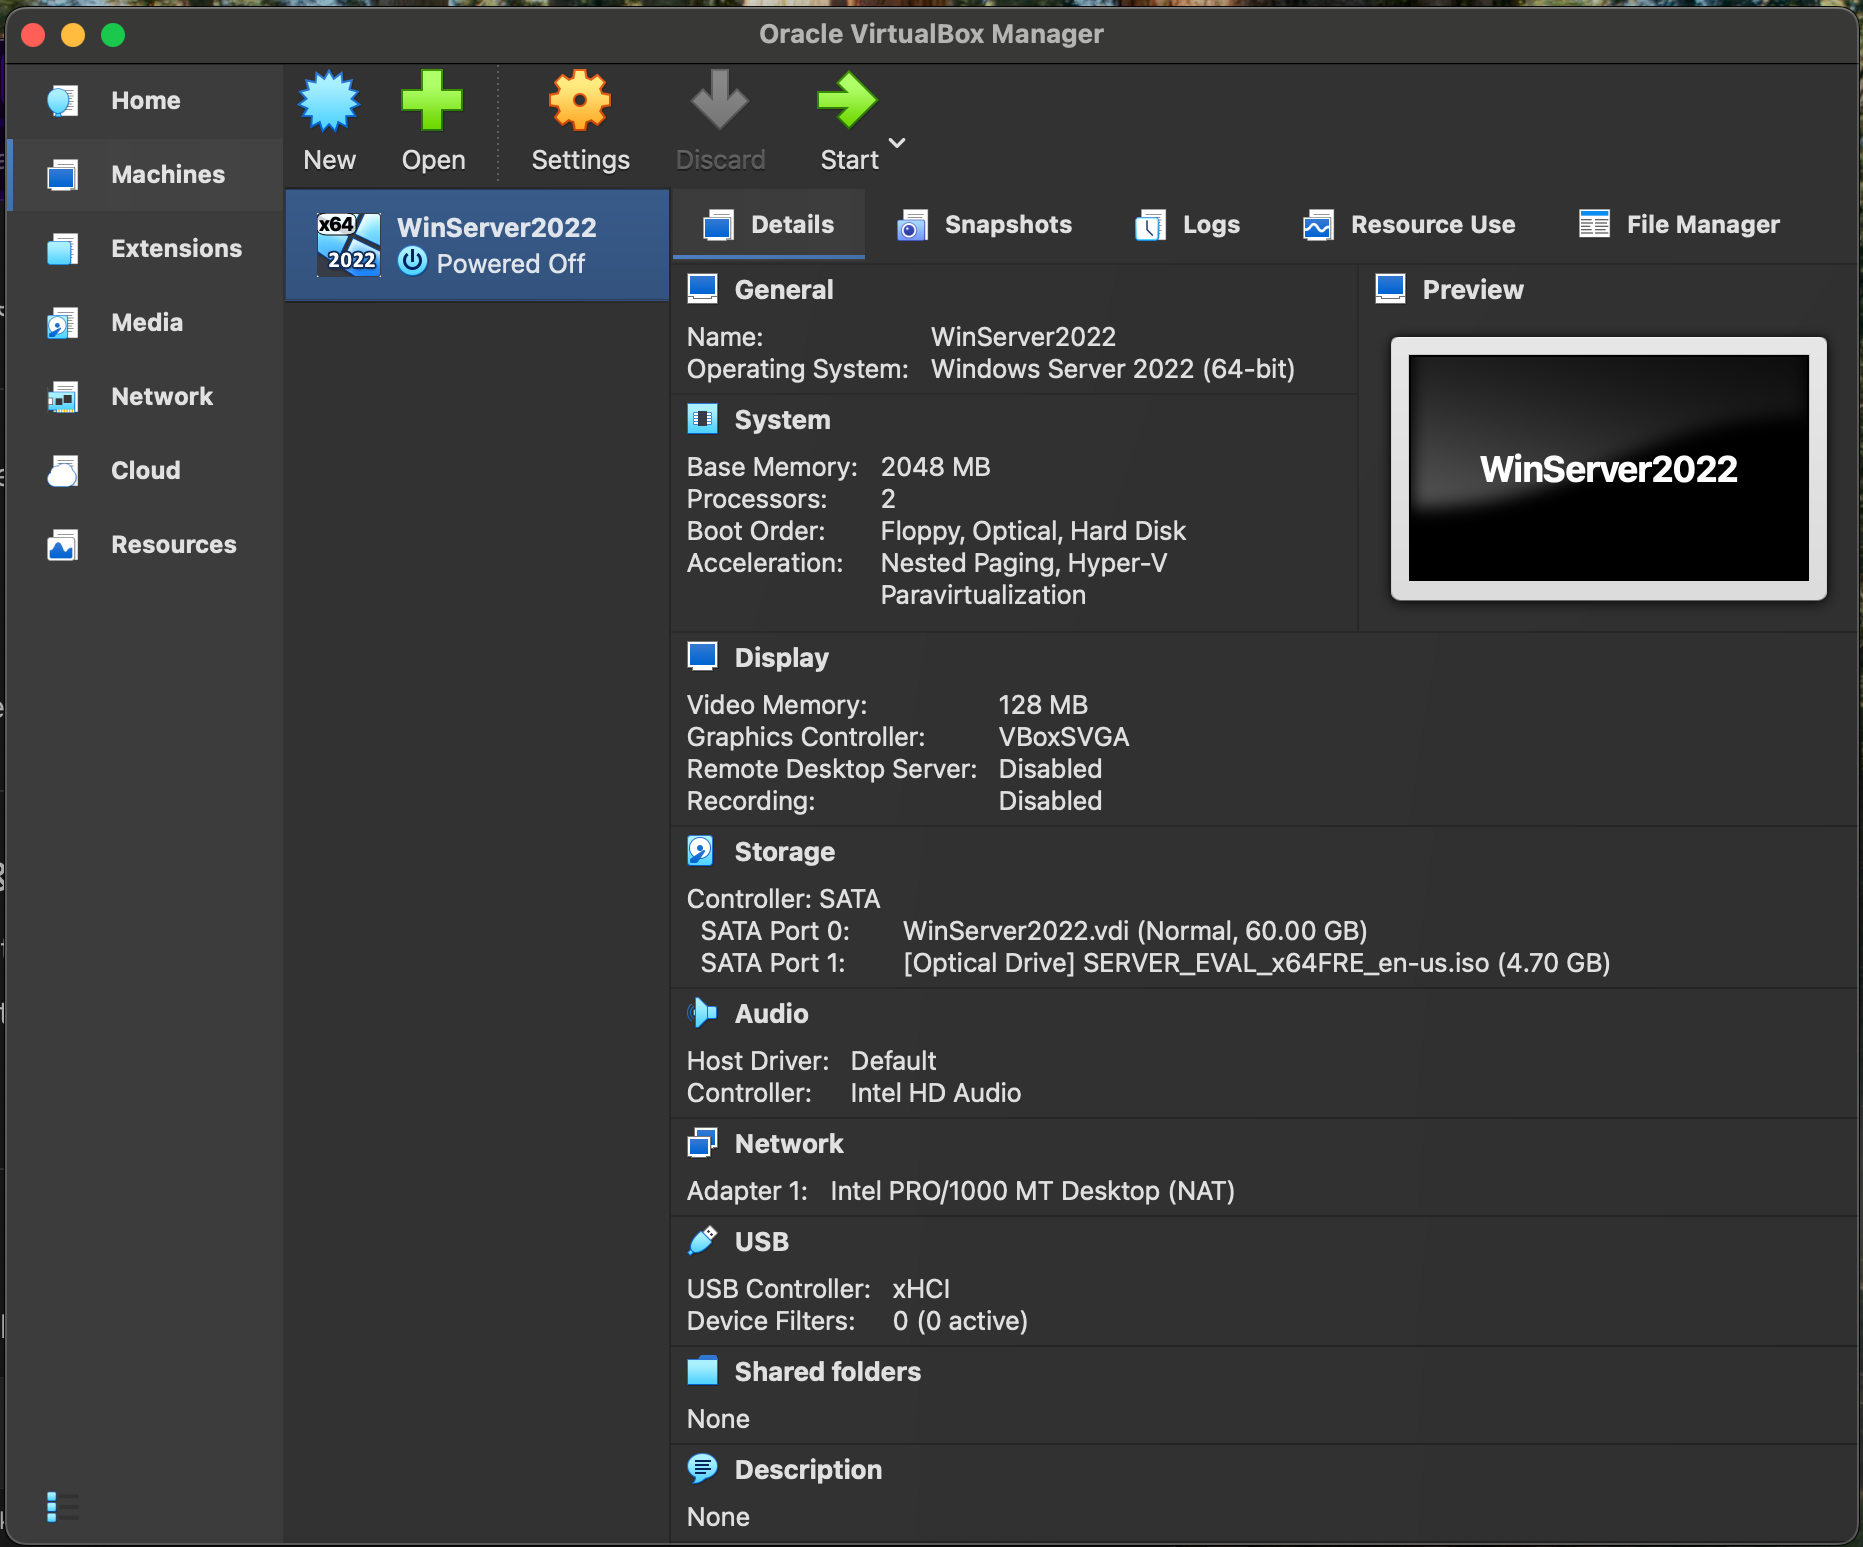 Oracle VirtualBox Manager
Home
Machines
Extensions
Media
Network
Cloud
Resources
New
Open
Settings
Discard
Start
x64
2022
WinServer2022
Powered Off
Details
Snapshots
Logs
Resource Use
File Manager
General
Name: WinServer2022
Operating System: Windows Server 2022 (64-bit)
Preview
WinServer2022
System
Base Memory: 2048 MB
Processors: 2
Boot Order: Floppy, Optical, Hard Disk
Acceleration: Nested Paging, Hyper-V
Paravirtualization
Display
Video Memory: 128 MB
Graphics Controller: VBoxSVGA
Remote Desktop Server: Disabled
Recording: Disabled
Storage
Controller: SATA
SATA Port 0: WinServer2022.vdi (Normal, 60.00 GB)
SATA Port 1: [Optical Drive] SERVER_EVAL_x64FRE_en-us.iso (4.70 GB)
Audio
Host Driver: Default
Controller: Intel HD Audio
Network
Adapter 1: Intel PRO/1000 MT Desktop (NAT)
USB
USB Controller: xHCI
Device Filters: 0 (0 active)
Shared folders
None
Description
None